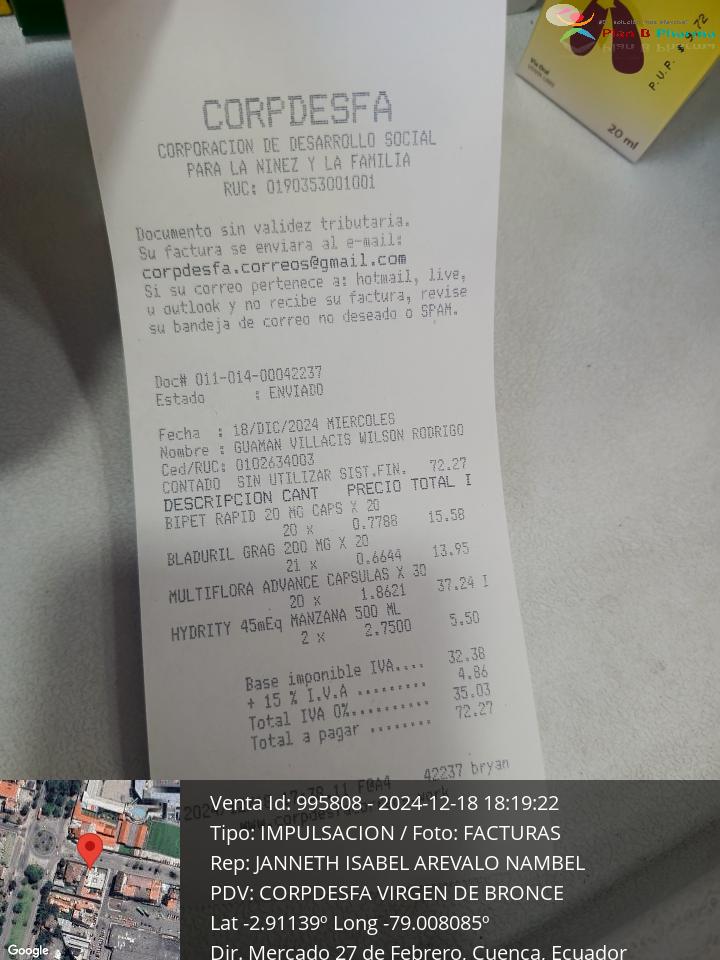 Plan B Pharma
P.U.P. $ 5.72
Vía Oral
20 ml
CORPDESFA
CORPORACION DE DESARROLLO SOCIAL
PARA LA NINEZ Y LA FAMILIA
RUC: 0190353001001
Documento sin validez tributaria.
Su factura se enviara al e-mail:
corpdesfa.correos@gmail.com
Si su correo pertenece a: hotmail, live,
u outlook y no recibe su factura, revise
su bandeja de correo no deseado o SPAM.
Doc# 011-014-00042237
Estado : ENVIADO
Fecha : 18/DIC/2024 MIERCOLES
Nombre : GUAMAN VILLACIS WILSON RODRIGO
Ced/RUC: 0102634003
CONTADO SIN UTILIZAR SIST.FIN. 72.27
DESCRIPCION CANT PRECIO TOTAL I
BIPET RAPID 20 MG CAPS X 20
20 x 0.7788 15.58
BLADURIL GRAG 200 MG X 20
21 x 0.6644 13.95
MULTIFLORA ADVANCE CAPSULAS X 30
20 x 1.8621 37.24 I
HYDRITY 45mEq MANZANA 500 ML
2 x 2.7500 5.50
Base imponible IVA.... 32.38
+ 15 % I.V.A ......... 4.86
Total IVA 0%.......... 35.03
Total a pagar ........ 72.27
42237 bryan
Venta Id: 995808 - 2024-12-18 18:19:22
Tipo: IMPULSACION / Foto: FACTURAS
Rep: JANNETH ISABEL AREVALO NAMBEL
PDV: CORPDESFA VIRGEN DE BRONCE
Lat -2.91139º Long -79.008085º
Dir. Mercado 27 de Febrero, Cuenca, Ecuador
Google